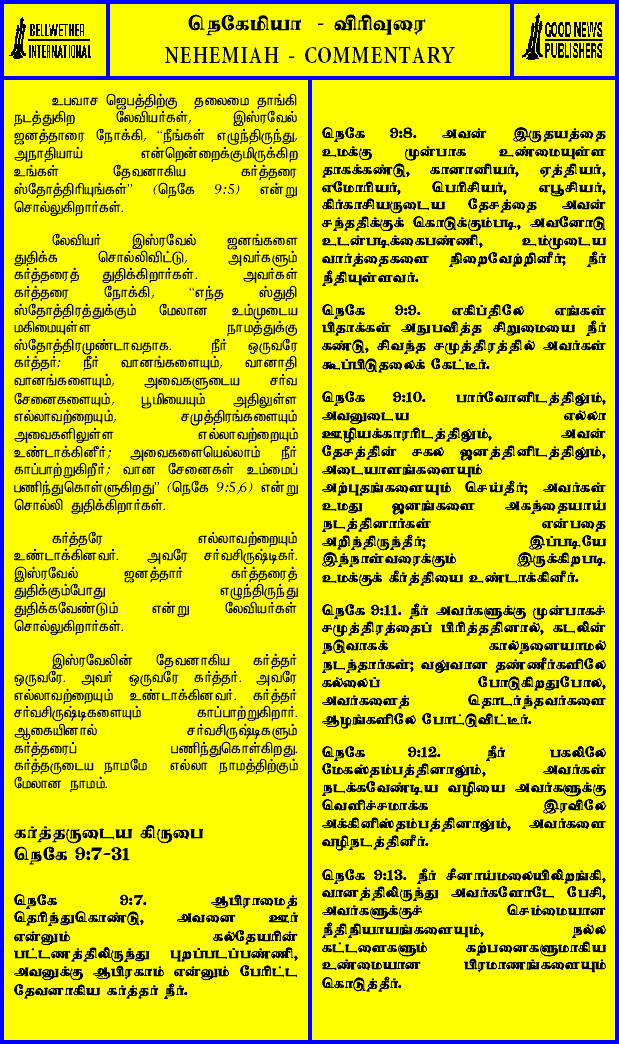 BELLWETHER
INTERNATIONAL
நெகேமியா - விரிவுரை
NEHEMIAH - COMMENTARY
GOOD NEWS
PUBLISHERS
உபவாச ஜெபத்திற்கு தலைமை தாங்கி
நடத்துகிற லேவியர்கள், இஸ்ரவேல்
ஜனத்தாரை நோக்கி, “நீங்கள் எழுந்திருந்து,
அநாதியாய் என்றென்றைக்குமிருக்கிற
உங்கள் தேவனாகிய கர்த்தரை
ஸ்தோத்திரியுங்கள்” (நெகே 9:5) என்று
சொல்லுகிறார்கள்.
லேவியர் இஸ்ரவேல் ஜனங்களை
துதிக்க சொல்லிவிட்டு, அவர்களும்
கர்த்தரைத் துதிக்கிறார்கள். அவர்கள்
கர்த்தரை நோக்கி, “எந்த ஸ்துதி
ஸ்தோத்திரத்துக்கும் மேலான உம்முடைய
மகிமையுள்ள நாமத்துக்கு
ஸ்தோத்திரமுண்டாவதாக. நீர் ஒருவரே
கர்த்தர்; நீர் வானங்களையும், வானாதி
வானங்களையும், அவைகளுடைய சர்வ
சேனைகளையும், பூமியையும் அதிலுள்ள
எல்லாவற்றையும், சமுத்திரங்களையும்
அவைகளிலுள்ள எல்லாவற்றையும்
உண்டாக்கினீர்; அவைகளையெல்லாம் நீர்
காப்பாற்றுகிறீர்; வான சேனைகள் உம்மைப்
பணிந்துகொள்ளுகிறது” (நெகே 9:5,6) என்று
சொல்லி துதிக்கிறார்கள்.
கர்த்தரே எல்லாவற்றையும்
உண்டாக்கினவர். அவரே சர்வசிருஷ்டிகர்.
இஸ்ரவேல் ஜனத்தார் கர்த்தரைத்
துதிக்கும்போது எழுந்திருந்து
துதிக்கவேண்டும் என்று லேவியர்கள்
சொல்லுகிறார்கள்.
இஸ்ரவேலின் தேவனாகிய கர்த்தர்
ஒருவரே. அவர் ஒருவரே கர்த்தர். அவரே
எல்லாவற்றையும் உண்டாக்கினவர். கர்த்தர்
சர்வசிருஷ்டிகளையும் காப்பாற்றுகிறார்.
ஆகையினால் சர்வசிருஷ்டிகளும்
கர்த்தரைப் பணிந்துகொள்கிறது.
கர்த்தருடைய நாமமே எல்லா நாமத்திற்கும்
மேலான நாமம்.
கர்த்தருடைய கிருபை
நெகே 9:7-31
நெகே 9:7. ஆபிராமைத்
தெரிந்துகொண்டு, அவனை ஊர்
என்னும் கல்தேயரின்
பட்டணத்திலிருந்து புறப்படப்பண்ணி,
அவனுக்கு ஆபிரகாம் என்னும் பேரிட்ட
தேவனாகிய கர்த்தர் நீர்.
நெகே 9:8. அவன் இருதயத்தை
உமக்கு முன்பாக உண்மையுள்ள
தாகக்கண்டு, கானானியர், ஏத்தியர்,
எமோரியர், பெரிசியர், எபூசியர்,
கிர்காசியருடைய தேசத்தை அவன்
சந்ததிக்குக் கொடுக்கும்படி, அவனோடு
உடன்படிக்கைபண்ணி, உம்முடைய
வார்த்தைகளை நிறைவேற்றினீர்; நீர்
நீதியுள்ளவர்.
நெகே 9:9. எகிப்திலே எங்கள்
பிதாக்கள் அநுபவித்த சிறுமையை நீர்
கண்டு, சிவந்த சமுத்திரத்தில் அவர்கள்
கூப்பிடுதலைக் கேட்டீர்.
நெகே 9:10. பார்வோனிடத்திலும்,
அவனுடைய எல்லா
ஊழியக்காரரிடத்திலும், அவன்
தேசத்தின் சகல ஜனத்தினிடத்திலும்,
அடையாளங்களையும்
அற்புதங்களையும் செய்தீர்; அவர்கள்
உமது ஜனங்களை அகந்தையாய்
நடத்தினார்கள் என்பதை
அறிந்திருந்தீர்; இப்படியே
இந்நாள்வரைக்கும் இருக்கிறபடி
உமக்குக் கீர்த்தியை உண்டாக்கினீர்.
நெகே 9:11. நீர் அவர்களுக்கு முன்பாகச்
சமுத்திரத்தைப் பிரித்ததினால், கடலின்
நடுவாகக் கால்நனையாமல்
நடந்தார்கள்; வலுவான தண்ணீர்களிலே
கல்லைப் போடுகிறதுபோல,
அவர்களைத் தொடர்ந்தவர்களை
ஆழங்களிலே போட்டுவிட்டீர்.
நெகே 9:12. நீர் பகலிலே
மேகஸ்தம்பத்தினாலும், அவர்கள்
நடக்கவேண்டிய வழியை அவர்களுக்கு
வெளிச்சமாக்க இரவிலே
அக்கினிஸ்தம்பத்தினாலும், அவர்களை
வழிநடத்தினீர்.
நெகே 9:13. நீர் சீனாய்மலையிலிறங்கி,
வானத்திலிருந்து அவர்களோடே பேசி,
அவர்களுக்குச் செம்மையான
நீதிநியாயங்களையும், நல்ல
கட்டளைகளும் கற்பனைகளுமாகிய
உண்மையான பிரமாணங்களையும்
கொடுத்தீர்.